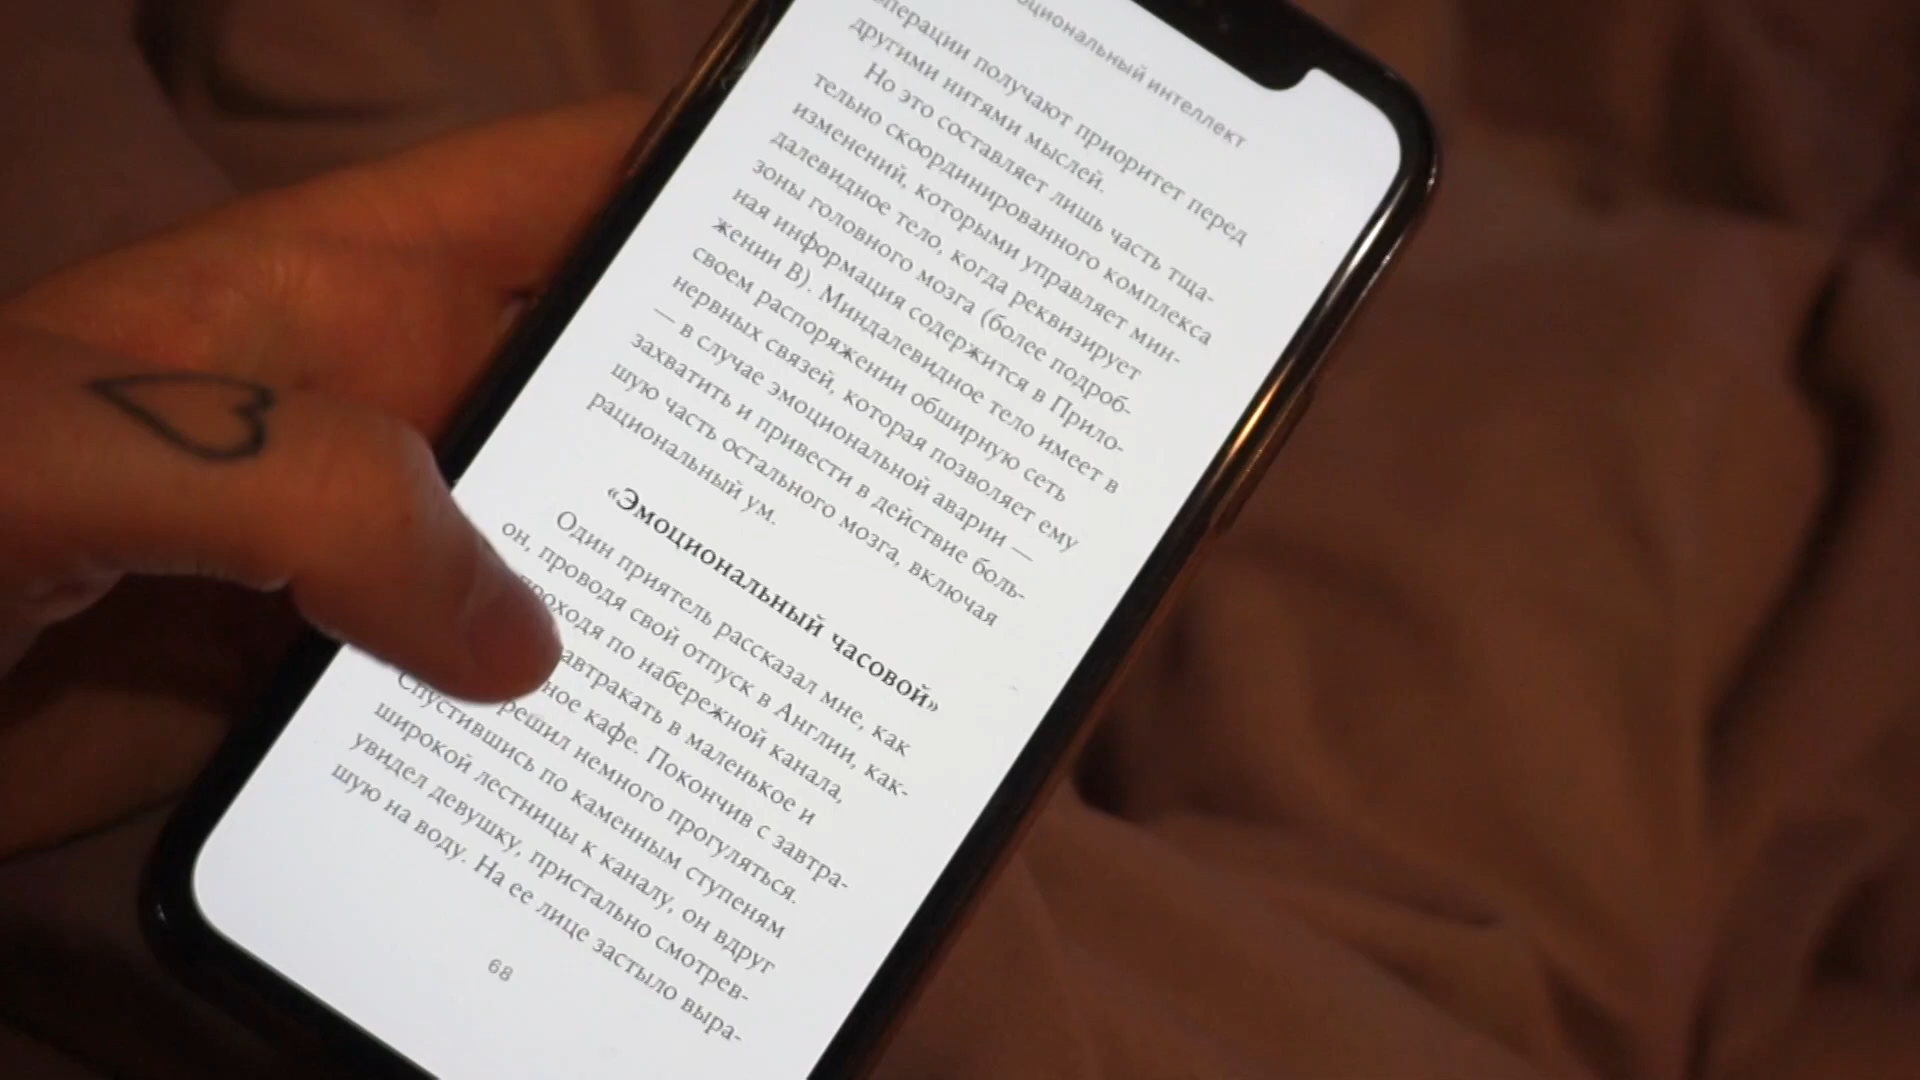 интеллект
получают приоритет перед
другими нитями мыслей.
Но это составляет лишь часть тща-
тельно скоординированного комплекса
изменений, которыми управляет мин-
далевидное тело, когда реквизирует
зоны головного мозга (более подроб-
ная информация содержится в Прило-
жении В). Миндалевидное тело имеет в
своем распоряжении обширную сеть
нервных связей, которая позволяет ему
— в случае эмоциональной аварии —
захватить и привести в действие боль-
шую часть остального мозга, включая
рациональный ум.
«Эмоциональный часовой»
Один приятель рассказал мне, как
он, проводя свой отпуск в Англии, как-
проходя по набережной канала,
завтракать в маленькое и
кафе. Покончив с завтра-
решил немного прогуляться.
Спустившись по каменным ступеням
широкой лестницы к каналу, он вдруг
увидел девушку, пристально смотрев-
шую на воду. На ее лице застыло выра-
68